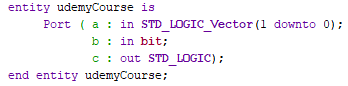 entity udemyCourse is
Port ( a : in STD_LOGIC_Vector(1 downto 0);
b : in bit;
c : out STD_LOGIC);
end entity udemyCourse;